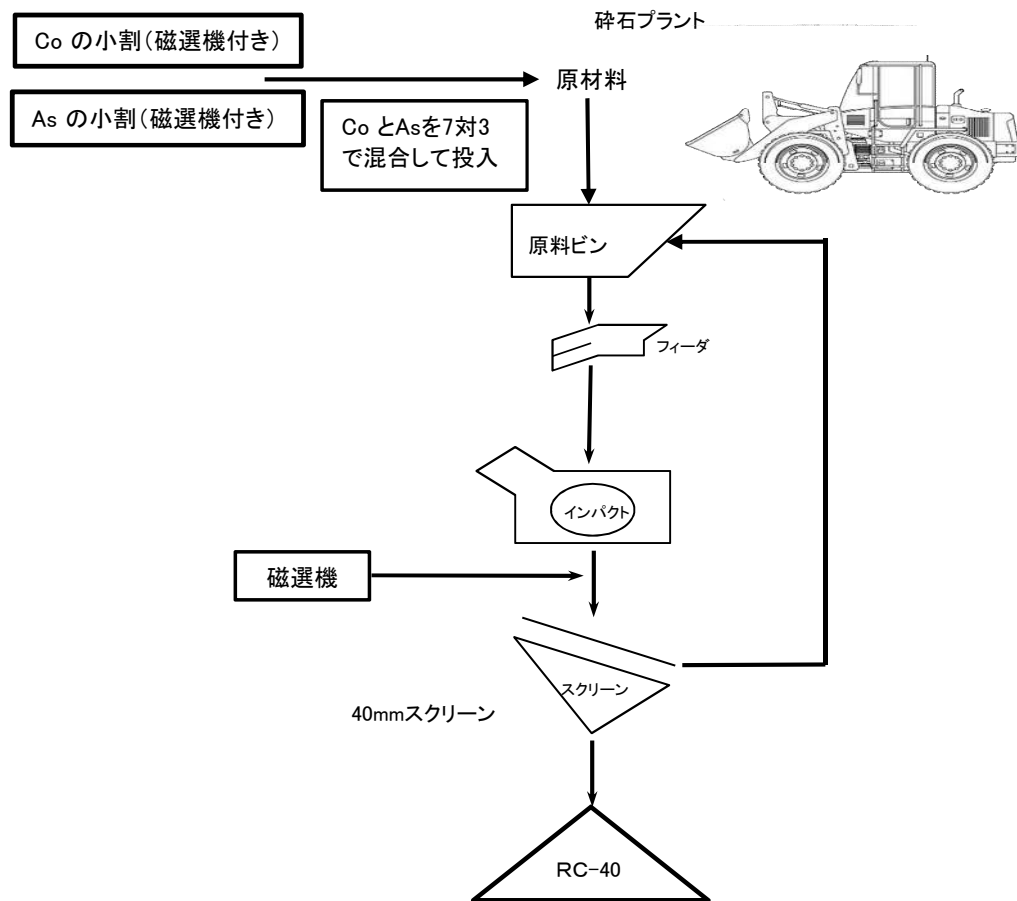 砕石プラント
Co の小割(磁選機付き)
原材料
As の小割(磁選機付き)
Co とAsを7対3
で混合して投入
原料ビン
フィーダ
インパクト
磁選機
スクリーン
40mmスクリーン
RC-40